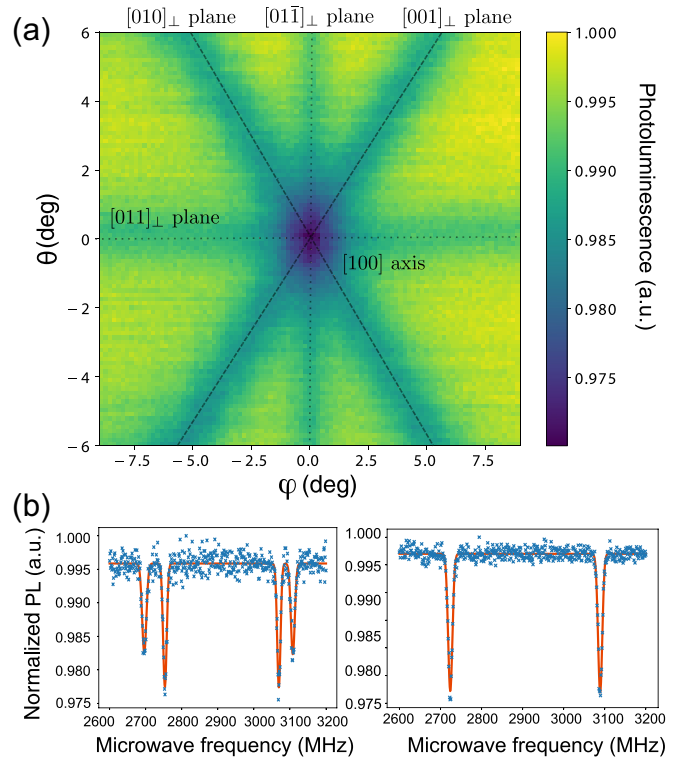 (a)
[010]⊥ plane [011̄]⊥ plane [001]⊥ plane
6
4
2
0
−2
−4
−6
θ (deg)
[011]⊥ plane
[100] axis
−7.5 −5.0 −2.5 0.0 2.5 5.0 7.5
φ (deg)
1.000
0.995
0.990
0.985
0.980
0.975
Photoluminescence (a.u.)
(b)
1.000
0.995
0.990
0.985
0.980
0.975
Normalized PL (a.u.)
2600 2700 2800 2900 3000 3100 3200
Microwave frequency (MHz)
1.000
0.995
0.990
0.985
0.980
0.975
2600 2700 2800 2900 3000 3100 3200
Microwave frequency (MHz)